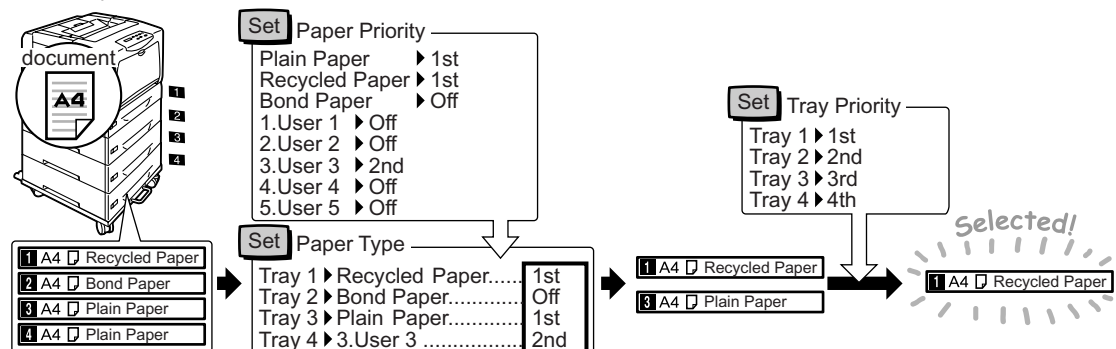 document
A4
1
2
3
4
1 A4 Recycled Paper
2 A4 Bond Paper
3 A4 Plain Paper
4 A4 Plain Paper
Set Paper Priority
Plain Paper 1st
Recycled Paper 1st
Bond Paper Off
1.User 1 Off
2.User 2 Off
3.User 3 2nd
4.User 4 Off
5.User 5 Off
Set Paper Type
Tray 1 Recycled Paper...... 1st
Tray 2 Bond Paper............. Off
Tray 3 Plain Paper............. 1st
Tray 4 3.User 3 ................. 2nd
1 A4 Recycled Paper
3 A4 Plain Paper
Set Tray Priority
Tray 1 1st
Tray 2 2nd
Tray 3 3rd
Tray 4 4th
Selected!
1 A4 Recycled Paper